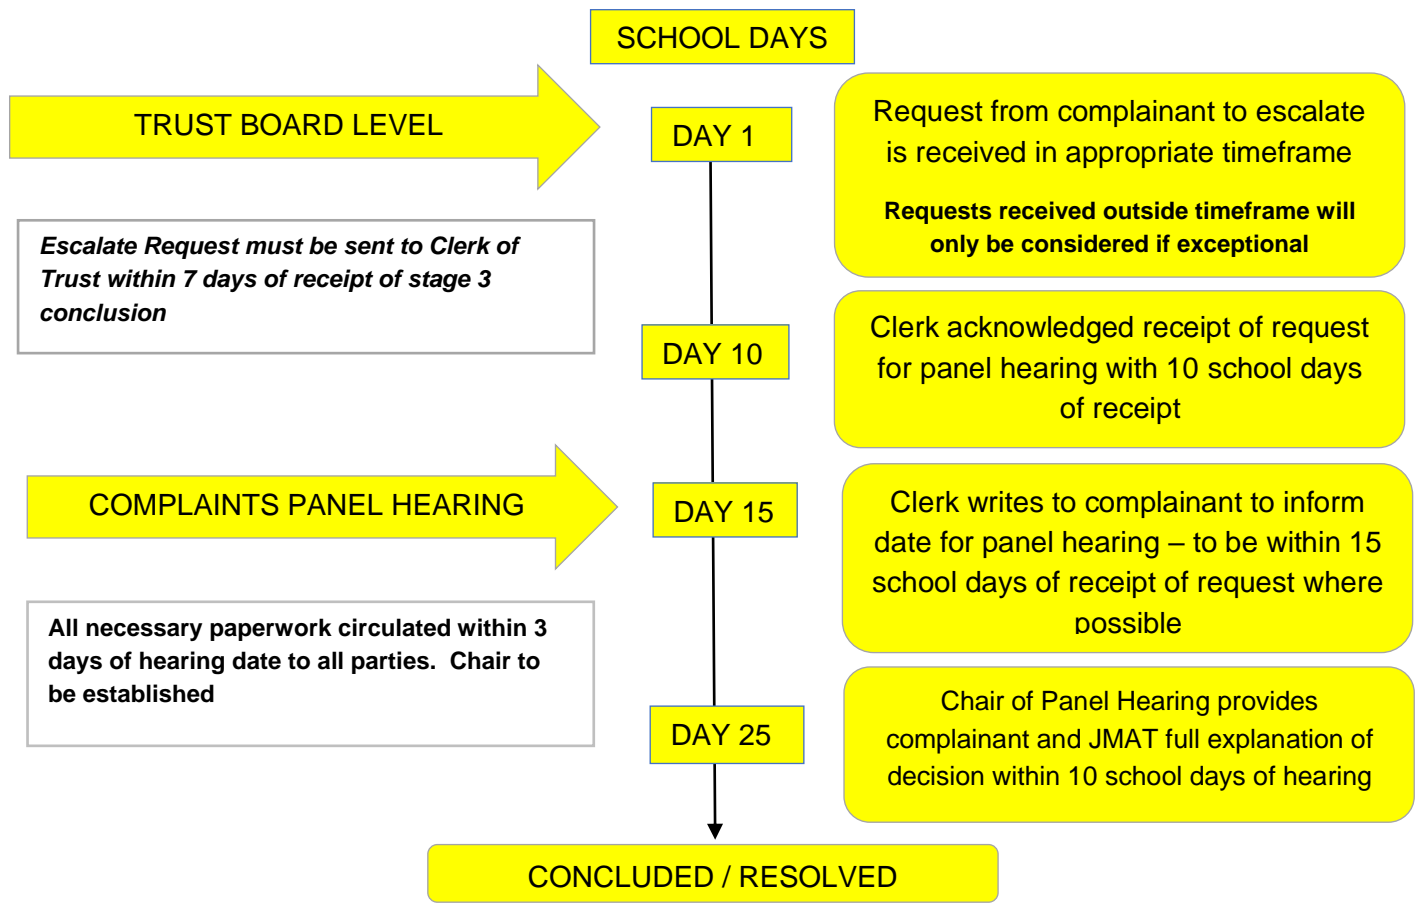 SCHOOL DAYS
TRUST BOARD LEVEL
DAY 1
Request from complainant to escalate
is received in appropriate timeframe
Requests received outside timeframe will
only be considered if exceptional
Escalate Request must be sent to Clerk of
Trust within 7 days of receipt of stage 3
conclusion
DAY 10
Clerk acknowledged receipt of request
for panel hearing with 10 school days
of receipt
COMPLAINTS PANEL HEARING
DAY 15
Clerk writes to complainant to inform
date for panel hearing – to be within 15
school days of receipt of request where
possible
All necessary paperwork circulated within 3
days of hearing date to all parties.  Chair to
be established
DAY 25
Chair of Panel Hearing provides
complainant and JMAT full explanation of
decision within 10 school days of hearing
CONCLUDED / RESOLVED